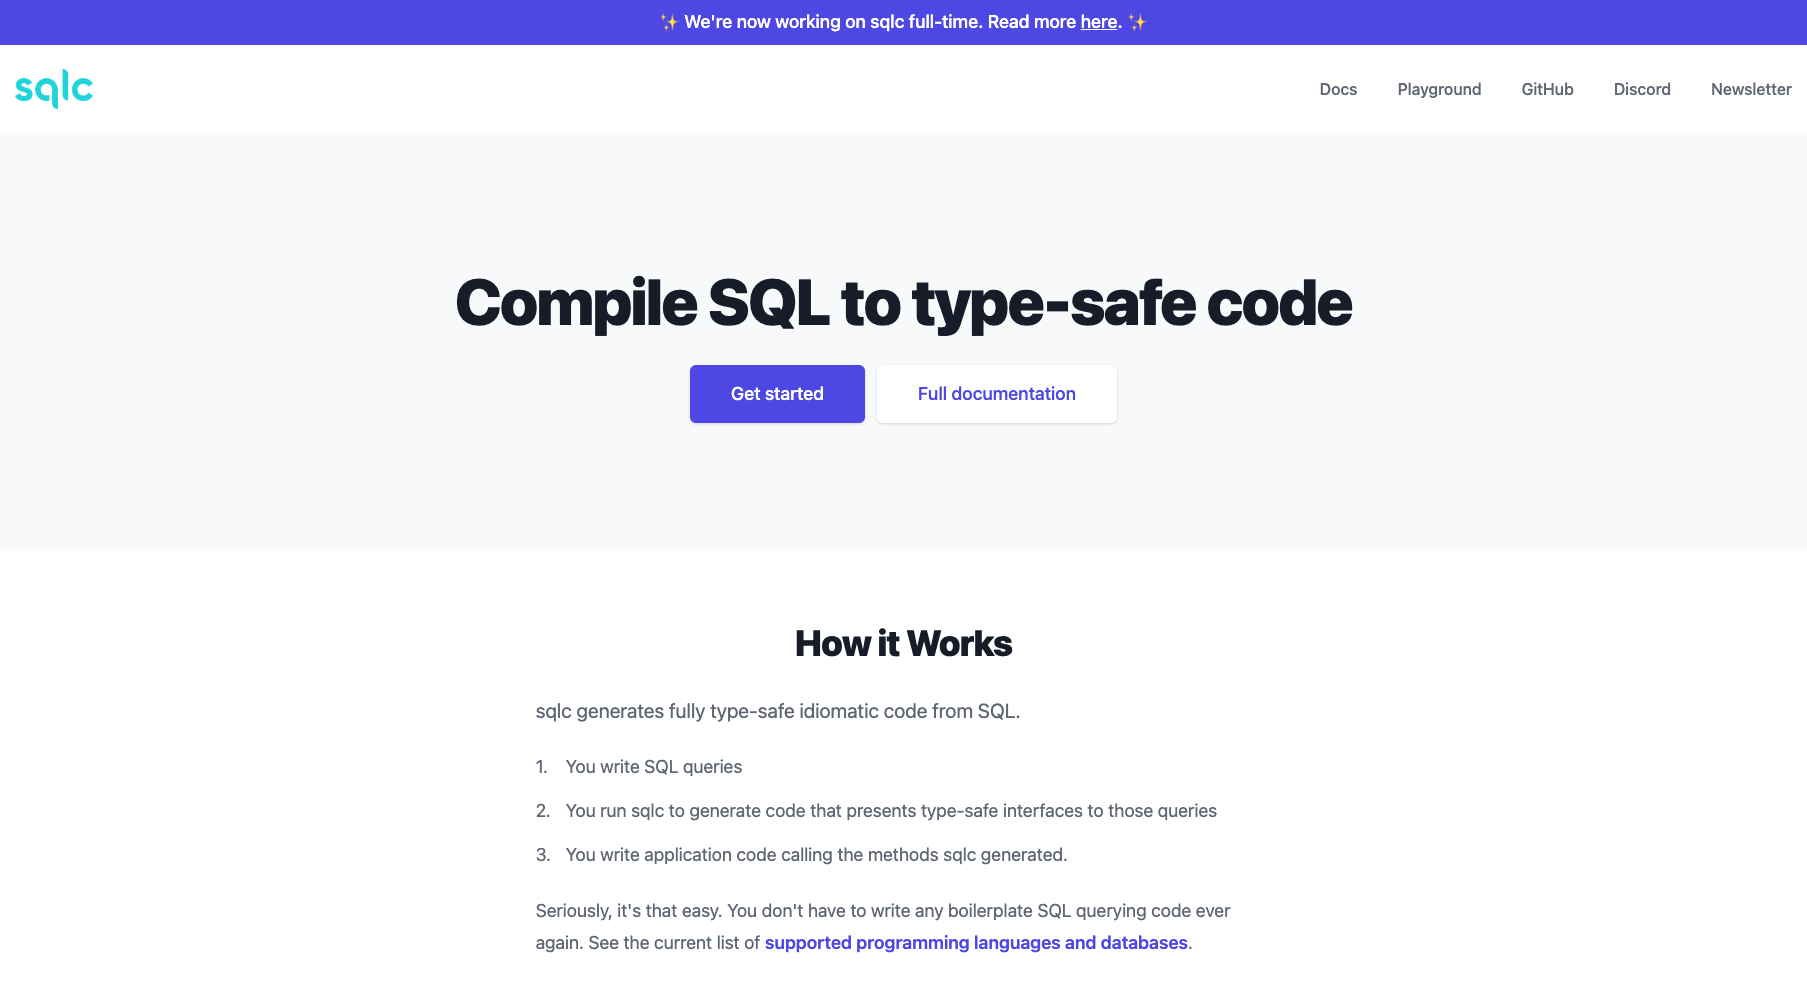 ✨ We're now working on sqlc full-time. Read more here. ✨
sqlc
Docs
Playground
GitHub
Discord
Newsletter
Compile SQL to type-safe code
Get started
Full documentation
How it Works
sqlc generates fully type-safe idiomatic code from SQL.
1. You write SQL queries
2. You run sqlc to generate code that presents type-safe interfaces to those queries
3. You write application code calling the methods sqlc generated.
Seriously, it's that easy. You don't have to write any boilerplate SQL querying code ever
again. See the current list of supported programming languages and databases.